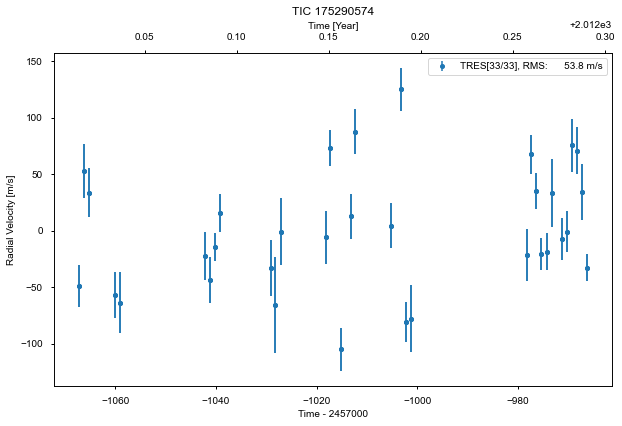 TIC 175290574
Time [Year]
+2.012e3
0.05 0.10 0.15 0.20 0.25 0.30
TRES[33/33], RMS: 53.8 m/s
150
100
50
0
−50
−100
Radial Velocity [m/s]
−1060 −1040 −1020 −1000 −980
Time - 2457000